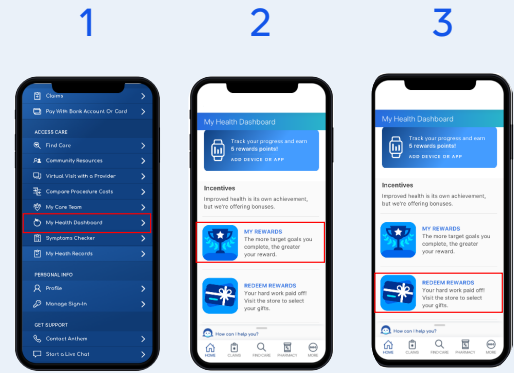 1
2
3
Claims
Pay With Bank Account Or Card
ACCESS CARE
Find Care
Community Resources
Virtual Visit with a Provider
Compare Procedure Costs
My Care Team
My Health Dashboard
Symptoms Checker
My Heath Records
PERSONAL INFO
Profile
Manage Sign-In
GET SUPPORT
Contact Anthem
Start a Live Chat
My Health Dashboard
Track your progress and earn
5 rewards points!
ADD DEVICE OR APP
Incentives
Improved health is its own achievement,
but we're offering bonuses.
MY REWARDS
The more target goals you
complete, the greater
your reward.
REDEEM REWARDS
Your hard work paid off!
Visit the store to select
your gifts.
How can I help you?
HOME
CLAIMS
FIND CARE
PHARMACY
MORE
My Health Dashboard
Track your progress and earn
5 rewards points!
ADD DEVICE OR APP
Incentives
Improved health is its own achievement,
but we're offering bonuses.
MY REWARDS
The more target goals you
complete, the greater
your reward.
REDEEM REWARDS
Your hard work paid off!
Visit the store to select
your gifts.
How can I help you?
HOME
CLAIMS
FIND CARE
PHARMACY
MORE